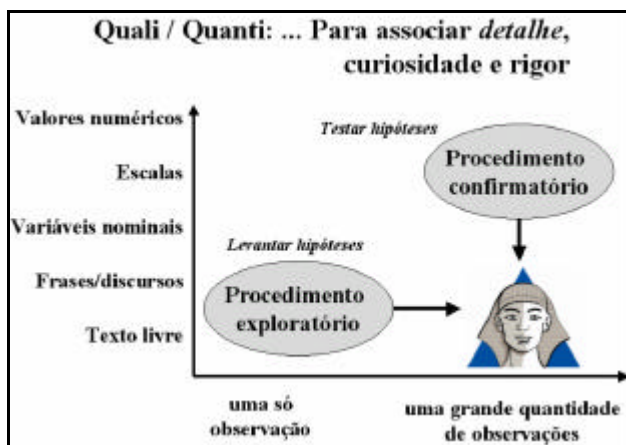 Quali / Quanti: ... Para associar detalhe,
curiosidade e rigor
Valores numéricos
Testar hipóteses
Procedimento
confirmatório
Escalas
Variáveis nominais
Levantar hipóteses
Frases/discursos
Procedimento
exploratório
Texto livre
uma só
observação
uma grande quantidade
de observações